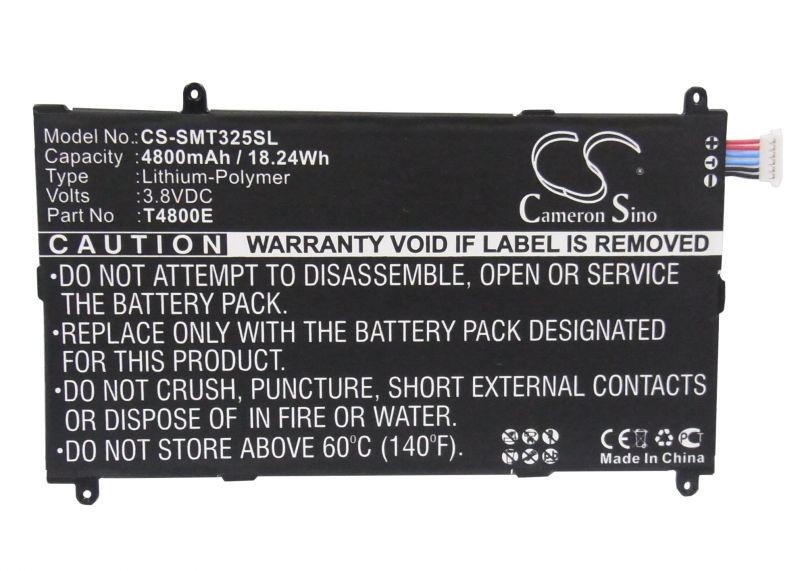 Model No.:CS-SMT325SL
Capacity :4800mAh / 18.24Wh
Type :Lithium-Polymer
Volts :3.8VDC
Part No :T4800E
CS
Cameron Sino
CAUTION WARRANTY VOID IF LABEL IS REMOVED
•DO NOT ATTEMPT TO DISASSEMBLE, OPEN OR SERVICE
THE BATTERY PACK.
•REPLACE ONLY WITH THE BATTERY PACK DESIGNATED
FOR THIS PRODUCT.
•DO NOT CRUSH, PUNCTURE, SHORT EXTERNAL CONTACTS
OR DISPOSE OF IN FIRE OR WATER.
•DO NOT STORE ABOVE 60°C (140°F).
CE
Made In China